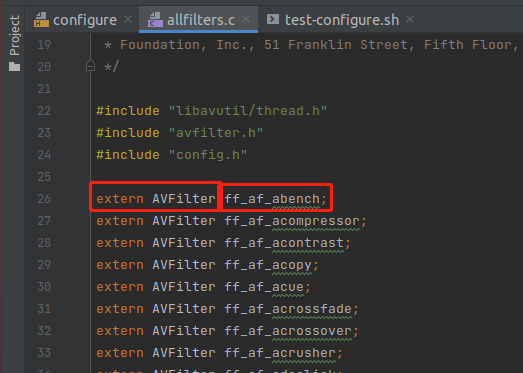 Project
configure
allfilters.c
test-configure.sh
19 * Foundation, Inc., 51 Franklin Street, Fifth Floor,
20 */
21
22 #include "libavutil/thread.h"
23 #include "avfilter.h"
24 #include "config.h"
25
26 extern AVFilter ff_af_abench;
27 extern AVFilter ff_af_acompressor;
28 extern AVFilter ff_af_acontrast;
29 extern AVFilter ff_af_acopy;
30 extern AVFilter ff_af_acue;
31 extern AVFilter ff_af_acrossfade;
32 extern AVFilter ff_af_acrossover;
33 extern AVFilter ff_af_acrusher;